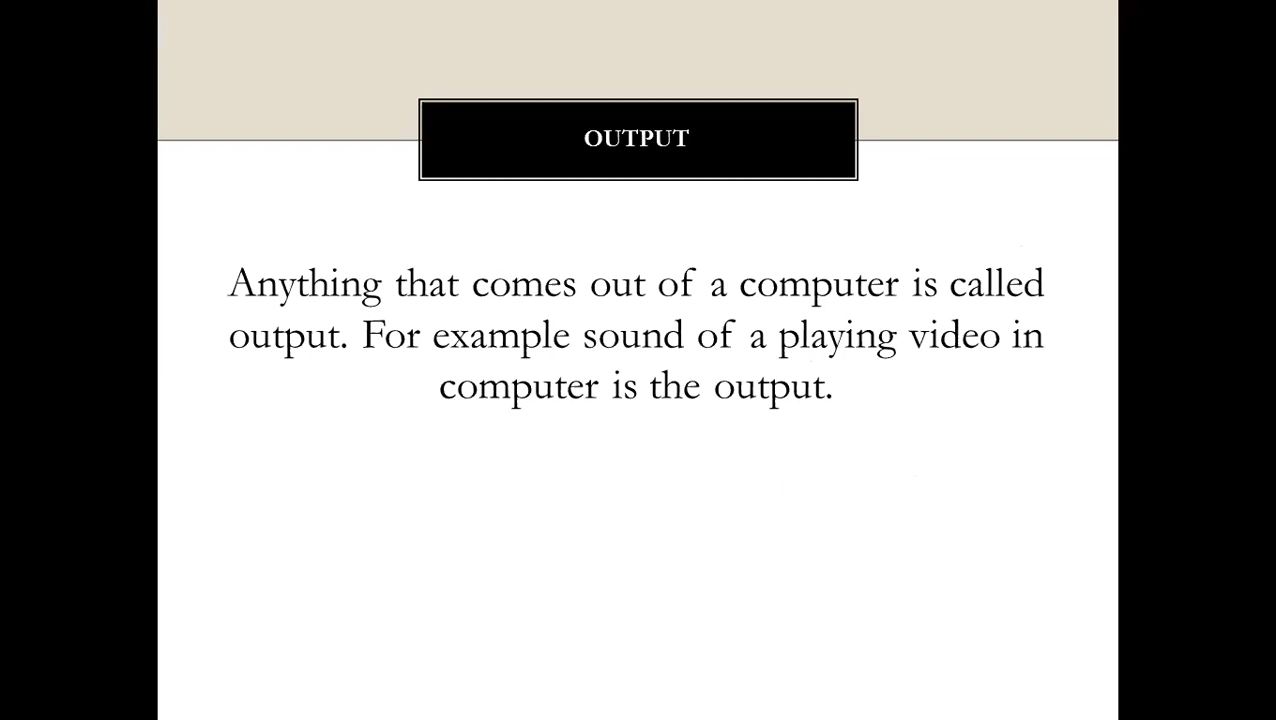 OUTPUT
Anything that comes out of a computer is called
output. For example sound of a playing video in
computer is the output.